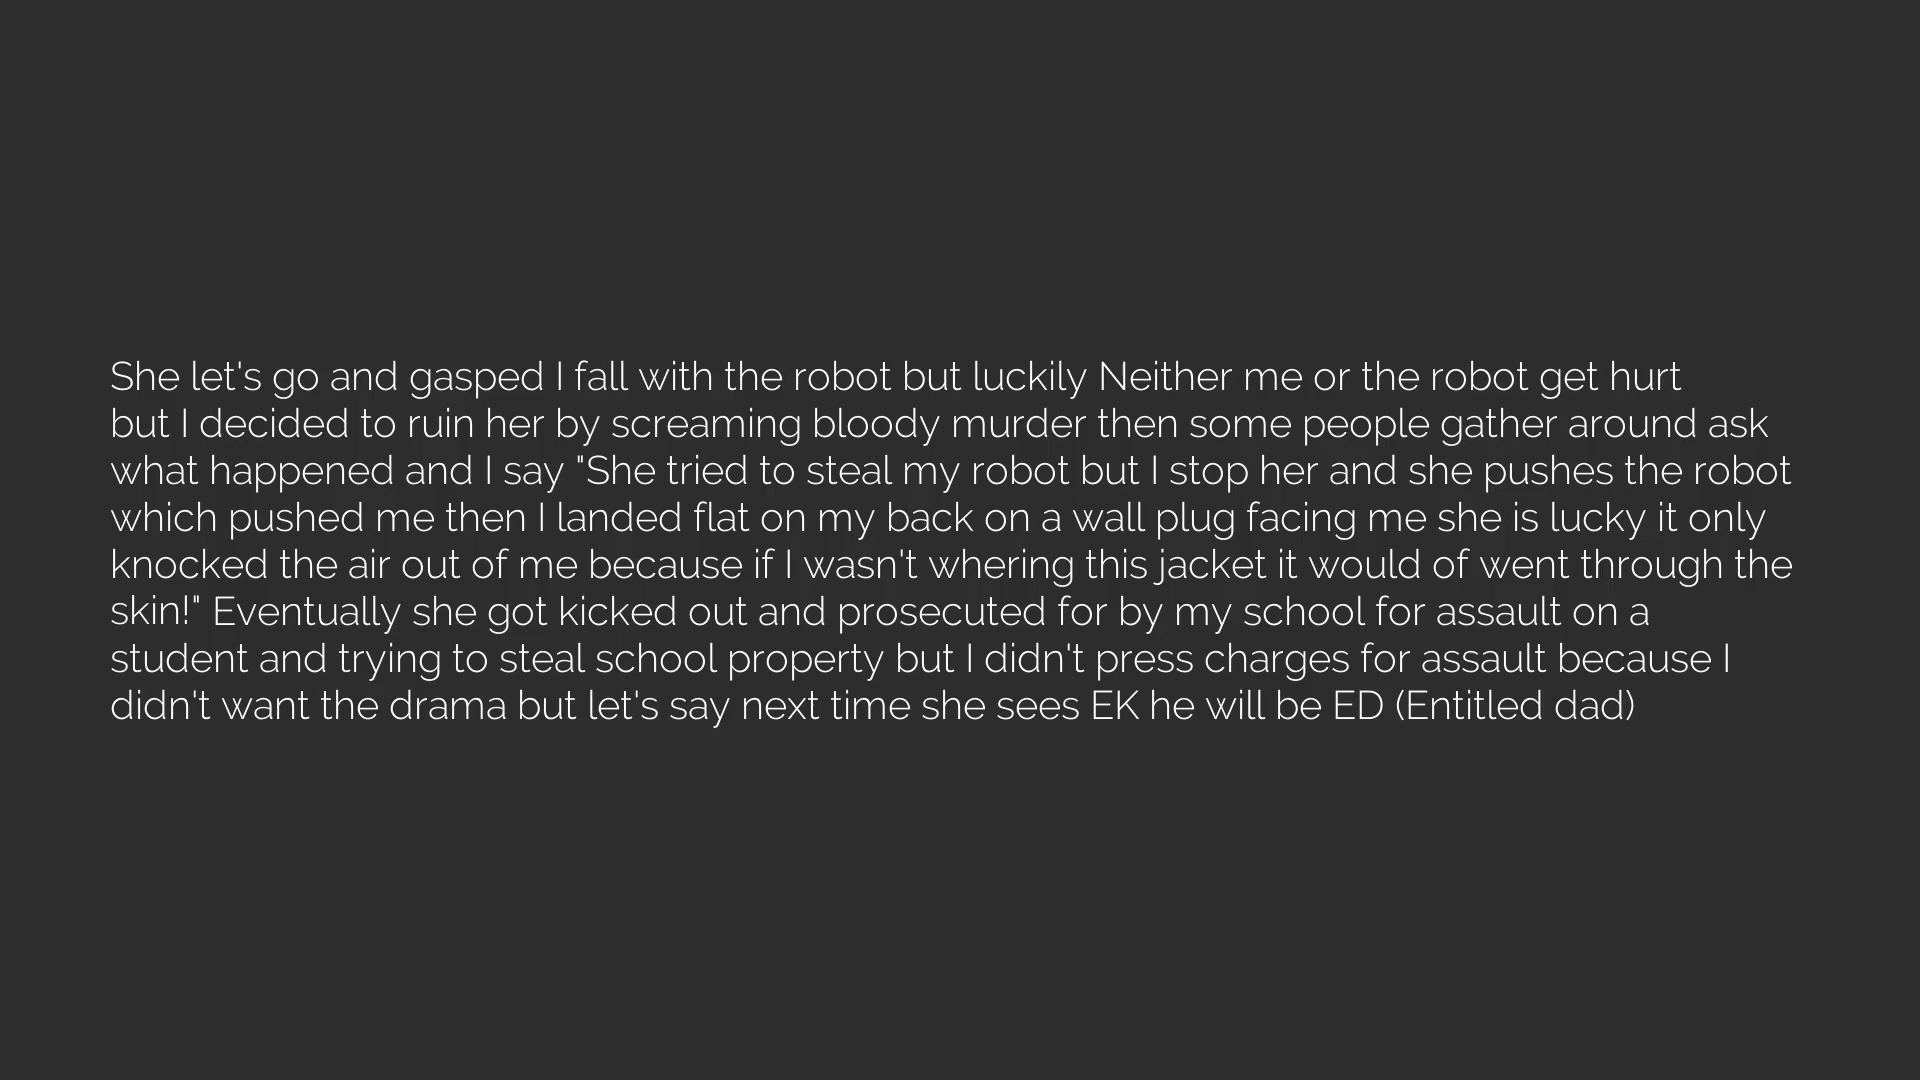 She let's go and gasped I fall with the robot but luckily Neither me or the robot get hurt
but I decided to ruin her by screaming bloody murder then some people gather around ask
what happened and I say "She tried to steal my robot but I stop her and she pushes the robot
which pushed me then I landed flat on my back on a wall plug facing me she is lucky it only
knocked the air out of me because if I wasn't whering this jacket it would of went through the
skin!" Eventually she got kicked out and prosecuted for by my school for assault on a
student and trying to steal school property but I didn't press charges for assault because I
didn't want the drama but let's say next time she sees EK he will be ED (Entitled dad)